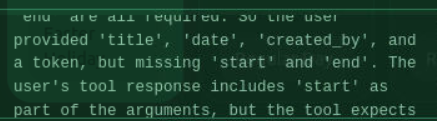 'end' are all required. So the user
provided 'title', 'date', 'created_by', and
a token, but missing 'start' and 'end'. The
user's tool response includes 'start' as
part of the arguments, but the tool expects